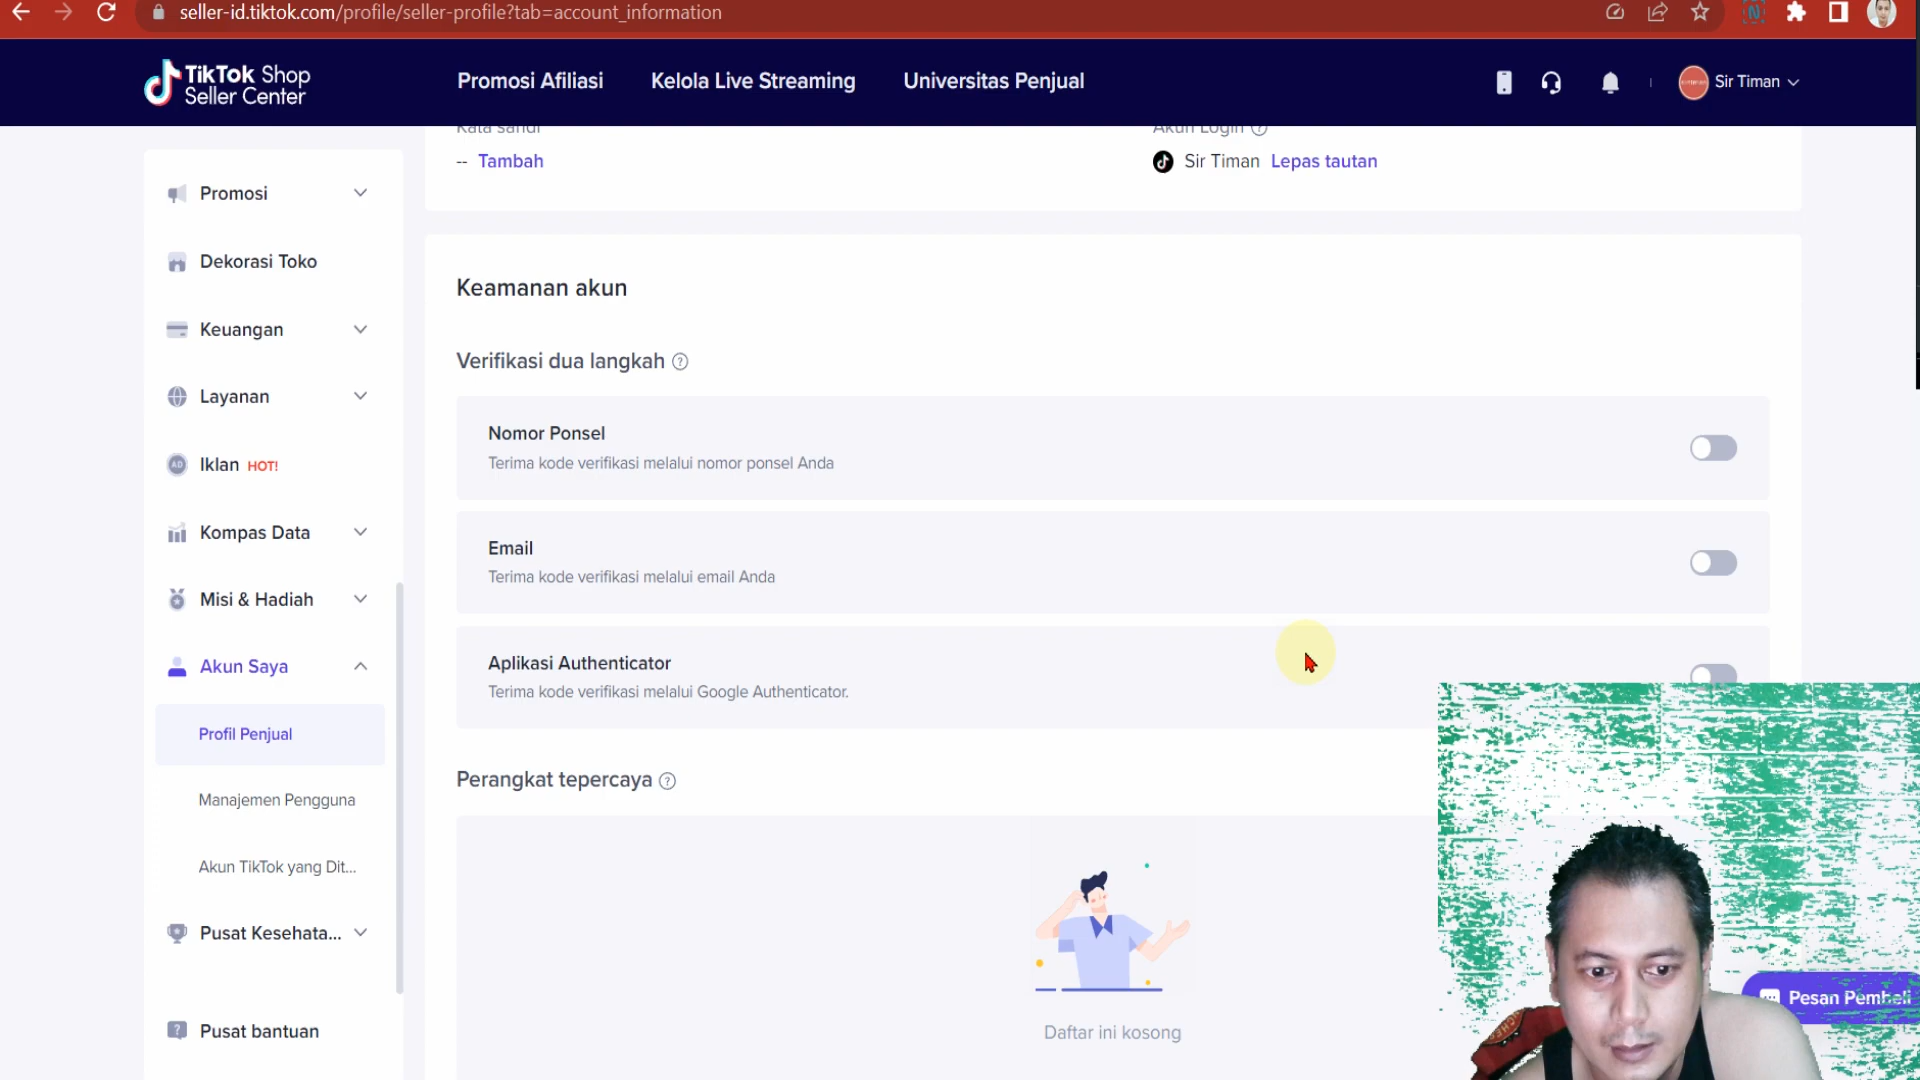 seller-id.tiktok.com/profile/seller-profile?tab=account_information
TikTok Shop
Seller Center
Promosi Afiliasi
Kelola Live Streaming
Universitas Penjual
Sir Timan
Kata sandi
Akun Login
-- Tambah
Sir Timan Lepas tautan
Promosi
Dekorasi Toko
Keuangan
Layanan
Iklan HOT!
Kompas Data
Misi & Hadiah
Akun Saya
Profil Penjual
Manajemen Pengguna
Akun TikTok yang Dit...
Pusat Kesehata...
Pusat bantuan
Keamanan akun
Verifikasi dua langkah
Nomor Ponsel
Terima kode verifikasi melalui nomor ponsel Anda
Email
Terima kode verifikasi melalui email Anda
Aplikasi Authenticator
Terima kode verifikasi melalui Google Authenticator.
Perangkat tepercaya
Daftar ini kosong
Pesan Pembeli